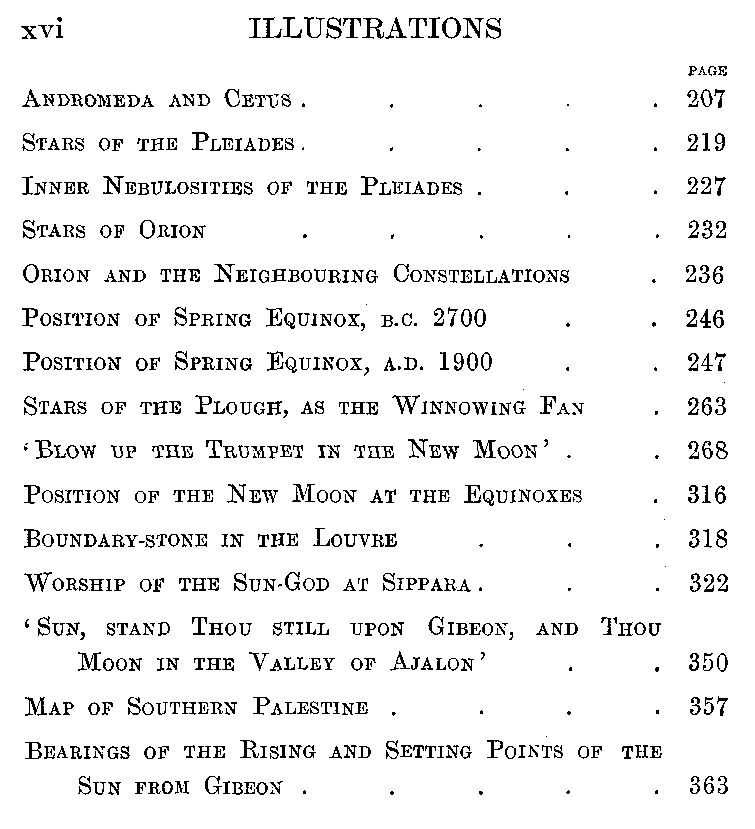 xvi ILLUSTRATIONS
PAGE
ANDROMEDA AND CETUS . . . . . 207
STARS OF THE PLEIADES . . . . . 219
INNER NEBULOSITIES OF THE PLEIADES . . . 227
STARS OF ORION . . . . . 232
ORION AND THE NEIGHBOURING CONSTELLATIONS . 236
POSITION OF SPRING EQUINOX, B.C. 2700 . . 246
POSITION OF SPRING EQUINOX, A.D. 1900 . . 247
STARS OF THE PLOUGH, AS THE WINNOWING FAN . 263
‘BLOW UP THE TRUMPET IN THE NEW MOON’ . . 268
POSITION OF THE NEW MOON AT THE EQUINOXES . 316
BOUNDARY-STONE IN THE LOUVRE . . . 318
WORSHIP OF THE SUN-GOD AT SIPPARA . . . 322
‘SUN, STAND THOU STILL UPON GIBEON, AND THOU
MOON IN THE VALLEY OF AJALON’ . . 350
MAP OF SOUTHERN PALESTINE . . . . 357
BEARINGS OF THE RISING AND SETTING POINTS OF THE
SUN FROM GIBEON . . . . . 363